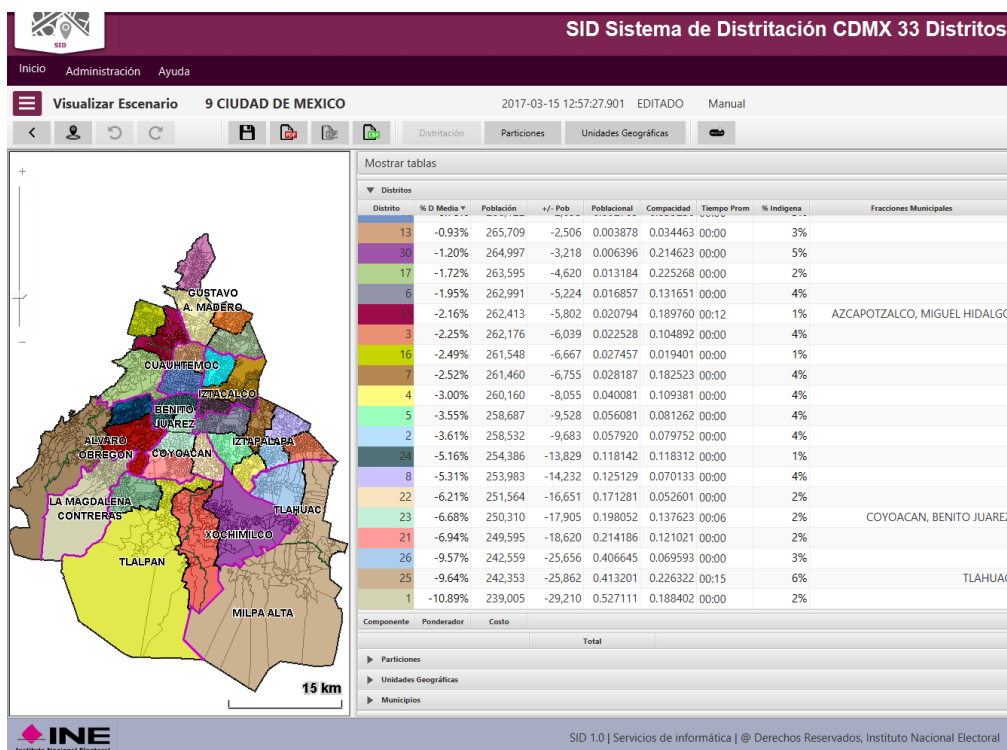 SID
SID Sistema de Distritación CDMX 33 Distritos
Inicio Administración Ayuda
Visualizar Escenario 9 CIUDAD DE MEXICO 2017-03-15 12:57:27.901 EDITADO Manual
Distritación Particiones Unidades Geográficas
Mostrar tablas
Distritos
Distrito % D Media Población +/- Pob Poblacional Compacidad Tiempo Prom % Indigena Fracciones Municipales
13 -0.93% 265,709 -2,506 0.003878 0.034463 00:00 3%
30 -1.20% 264,997 -3,218 0.006396 0.214623 00:00 5%
17 -1.72% 263,595 -4,620 0.013184 0.225268 00:00 2%
6 -1.95% 262,991 -5,224 0.016857 0.131651 00:00 4%
-2.16% 262,413 -5,802 0.020794 0.189760 00:12 1% AZCAPOTZALCO, MIGUEL HIDALGO
3 -2.25% 262,176 -6,039 0.022528 0.104892 00:00 4%
16 -2.49% 261,548 -6,667 0.027457 0.019401 00:00 1%
7 -2.52% 261,460 -6,755 0.028187 0.182523 00:00 4%
4 -3.00% 260,160 -8,055 0.040081 0.109381 00:00 4%
5 -3.55% 258,687 -9,528 0.056081 0.081262 00:00 4%
2 -3.61% 258,532 -9,683 0.057920 0.079752 00:00 4%
24 -5.16% 254,386 -13,829 0.118142 0.118312 00:00 1%
8 -5.31% 253,983 -14,232 0.125129 0.070133 00:00 4%
22 -6.21% 251,564 -16,651 0.171281 0.052601 00:00 2%
23 -6.68% 250,310 -17,905 0.198052 0.137623 00:06 2% COYOACAN, BENITO JUAREZ
21 -6.94% 249,595 -18,620 0.214186 0.121021 00:00 2%
26 -9.57% 242,559 -25,656 0.406645 0.069593 00:00 3%
25 -9.64% 242,353 -25,862 0.413201 0.226322 00:15 6% TLAHUAC
1 -10.89% 239,005 -29,210 0.527111 0.188402 00:00 2%
Componente Ponderador Costo
Total
Particiones
Unidades Geográficas
Municipios
GUSTAVO
A. MADERO
CUAUHTEMOC
IZTACALCO
BENITO
JUAREZ
ALVARO
OBREGON
COYOACAN
IZTAPALAPA
LA MAGDALENA
CONTRERAS
TLAHUAC
XOCHIMILCO
TLALPAN
MILPA ALTA
15 km
INE
Instituto Nacional Electoral
SID 1.0 | Servicios de informática | @ Derechos Reservados, Instituto Nacional Electoral